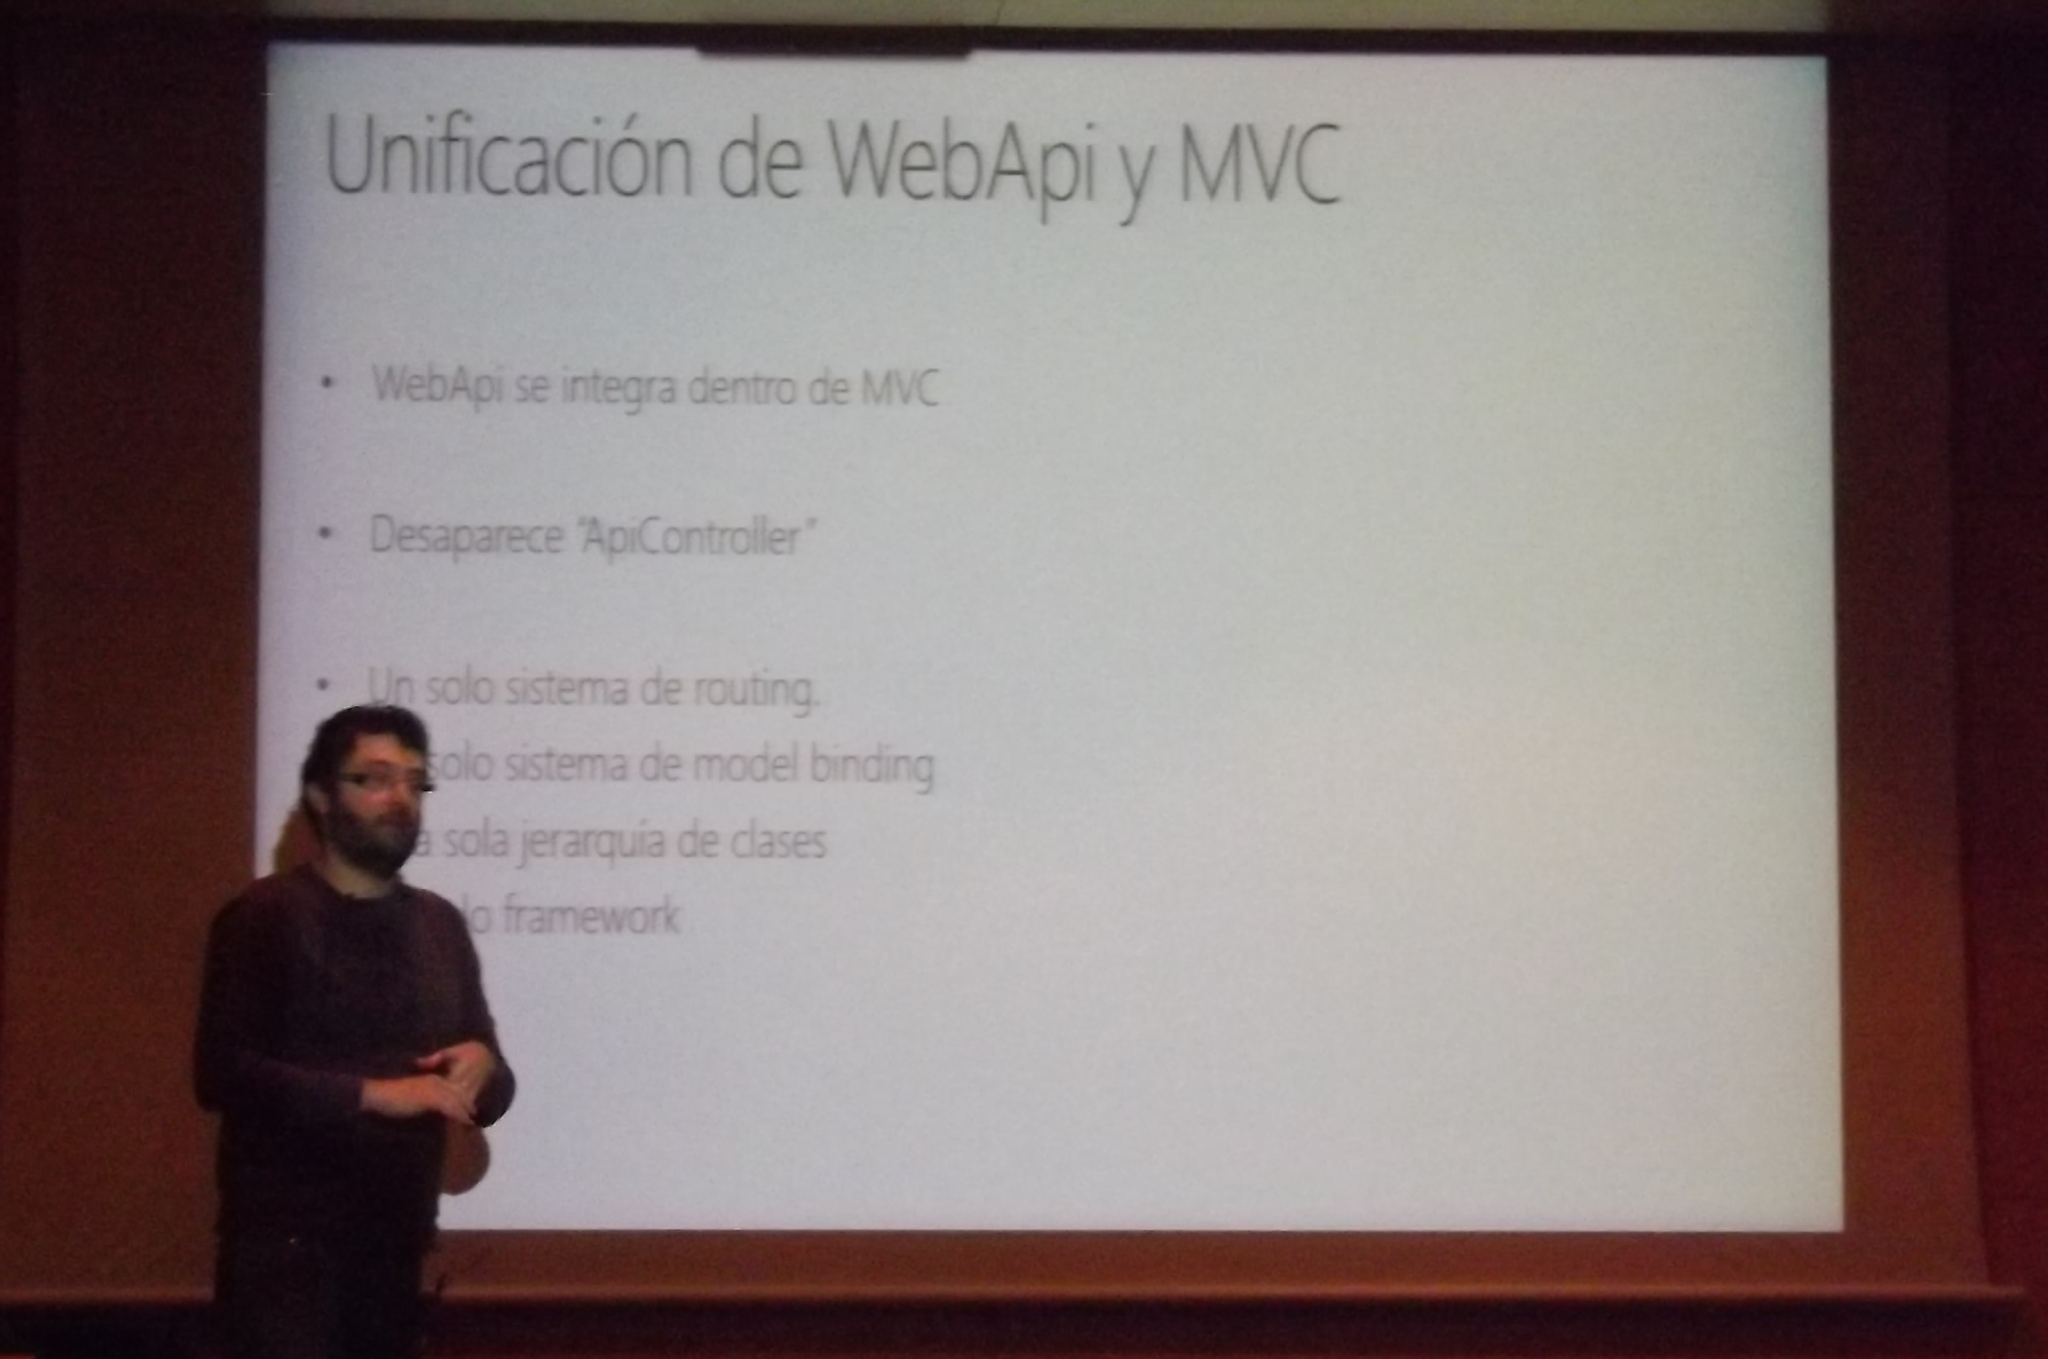 Unificación de WebApi y MVC
• WebApi se integra dentro de MVC
• Desaparece "ApiController"
• Un solo sistema de routing.
solo sistema de model binding
a sola jerarquía de clases
lo framework